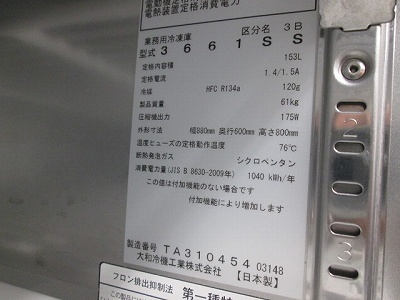 電動機定格消費電力
電熱装置定格消費電力
業務用冷凍庫 区分名 3B
型式 3661SS
定格内容積 153L
定格電流 1.4/1.5A
冷媒 HFC R134a 120g
製品質量 61kg
圧縮機出力 175W
外形寸法 幅880mm 奥行600mm 高さ800mm
温度ヒューズの定格動作温度 76℃
断熱発泡ガス シクロペンタン
消費電力量(JIS B 8630-2009年) 1040 kWh/年
この値は付加機能のない場合です
付加機能により増加します
製造番号 TA310454 03148
大和冷機工業株式会社 【日本製】
フロン排出抑制法 第一種特
この製品に
2
3